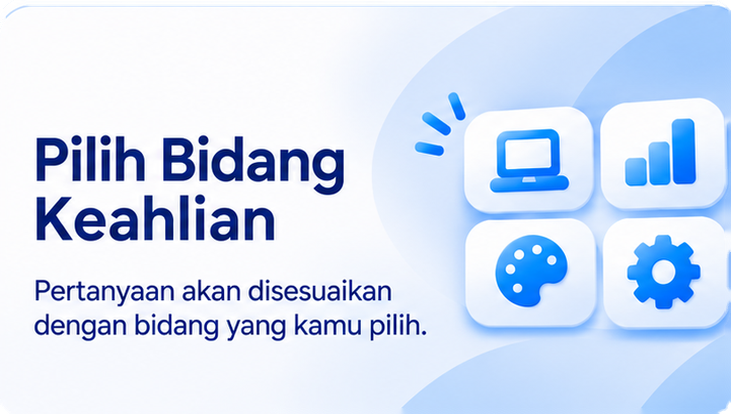 Pilih Bidang
Keahlian
Pertanyaan akan disesuaikan
dengan bidang yang kamu pilih.